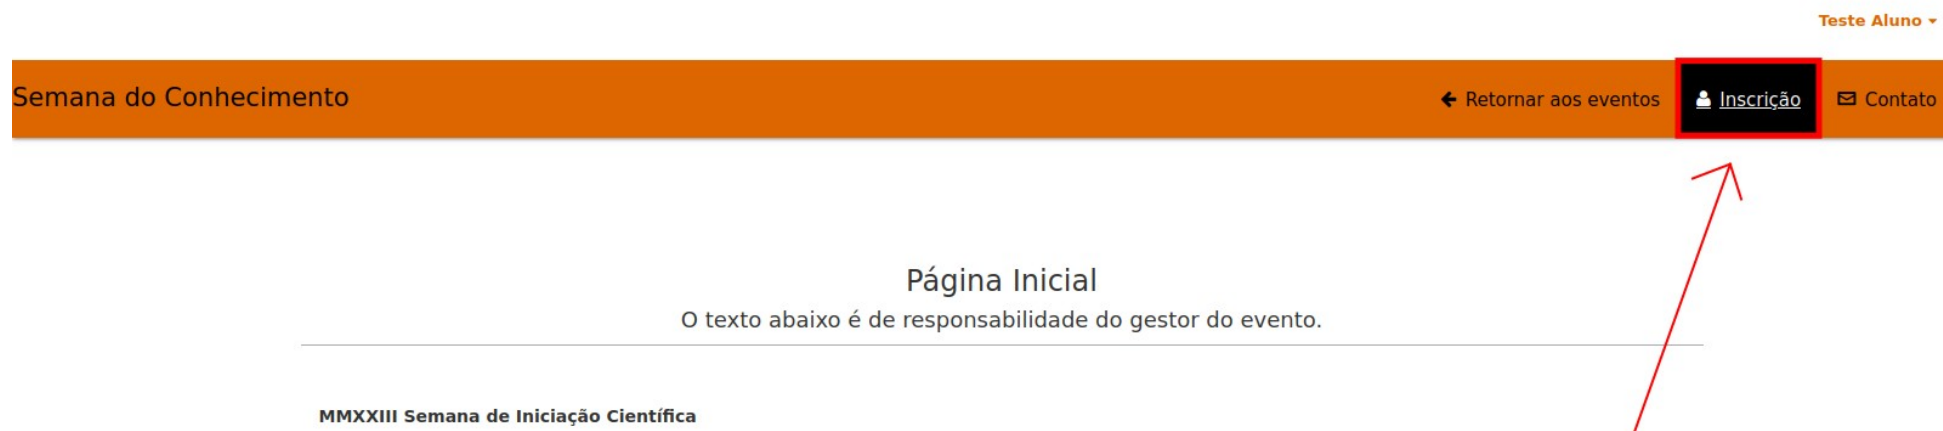 Teste Aluno
Semana do Conhecimento
Retornar aos eventos
Inscrição
Contato
Página Inicial
O texto abaixo é de responsabilidade do gestor do evento.
MMXXIII Semana de Iniciação Científica